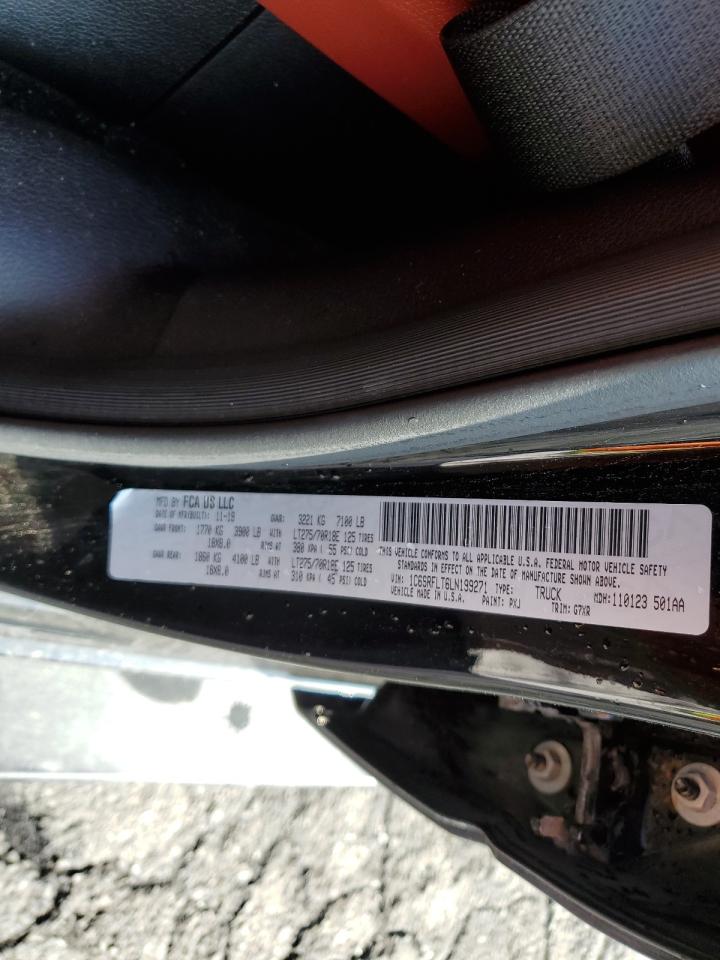 MFD BY FCA US LLC
DATE OF MFR(BUILT): 11-19
GVWR: 3221 KG 7100 LB
GAWR FRONT: 1770 KG 3900 LB WITH LT275/70R18E 125 TIRES
18X8.0 RIMS AT 380 KPA ( 55 PSI) COLD
GAWR REAR: 1860 KG 4100 LB WITH LT275/70R18E 125 TIRES
18X8.0 RIMS AT 310 KPA ( 45 PSI) COLD
THIS VEHICLE CONFORMS TO ALL APPLICABLE U.S.A. FEDERAL MOTOR VEHICLE SAFETY
STANDARDS IN EFFECT ON THE DATE OF MANUFACTURE SHOWN ABOVE.
VIN: 1C6SRFLT6LN199271 TYPE: TRUCK MDH:110123 501AA
VEHICLE MADE IN U.S.A. PAINT: PXJ TRIM: G7XR